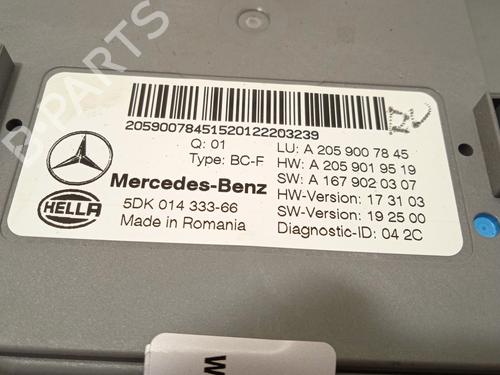 20590078451520122203239
Q: 01
Type: BC-F
LU: A 205 900 78 45
HW: A 205 901 95 19
SW: A 167 902 03 07
HW-Version: 17 31 03
SW-Version: 19 25 00
Diagnostic-ID: 04 2C
Mercedes-Benz
HELLA
5DK 014 333-66
Made in Romania
B-PARTS